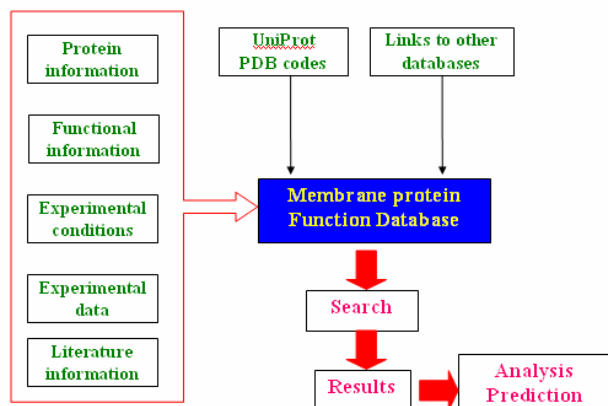 Protein
information
Functional
information
Experimental
conditions
Experimental
data
Literature
information
UniProt
PDB codes
Links to other
databases
Membrane protein
Function Database
Search
Results
Analysis
Prediction